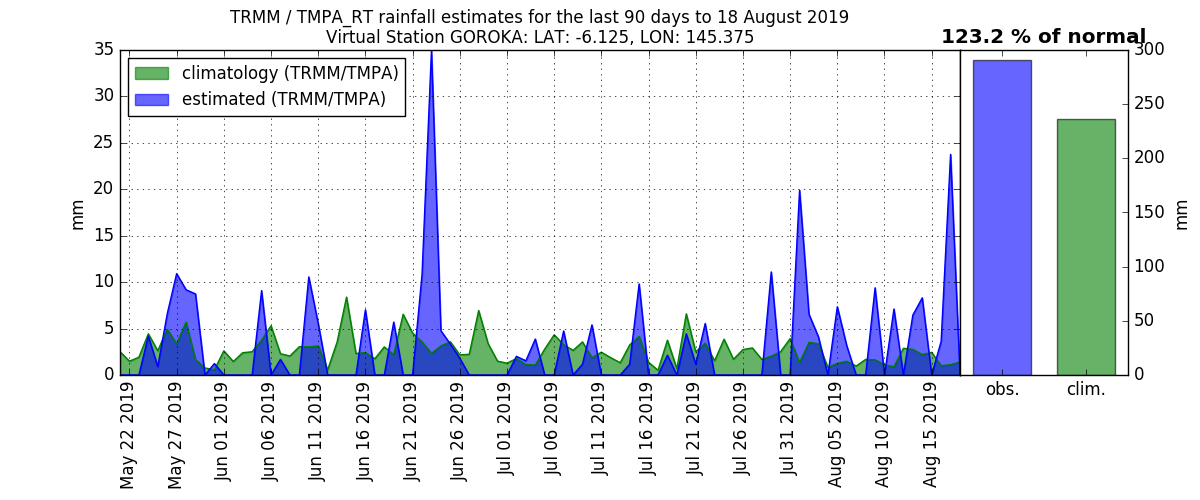 TRMM / TMPA_RT rainfall estimates for the last 90 days to 18 August 2019
Virtual Station GOROKA: LAT: -6.125, LON: 145.375
123.2 % of normal
climatology (TRMM/TMPA)
estimated (TRMM/TMPA)
35
30
25
20
15
10
5
0
mm
May 22 2019
May 27 2019
Jun 01 2019
Jun 06 2019
Jun 11 2019
Jun 16 2019
Jun 21 2019
Jun 26 2019
Jul 01 2019
Jul 06 2019
Jul 11 2019
Jul 16 2019
Jul 21 2019
Jul 26 2019
Jul 31 2019
Aug 05 2019
Aug 10 2019
Aug 15 2019
obs.
clim.
300
250
200
150
100
50
0
mm